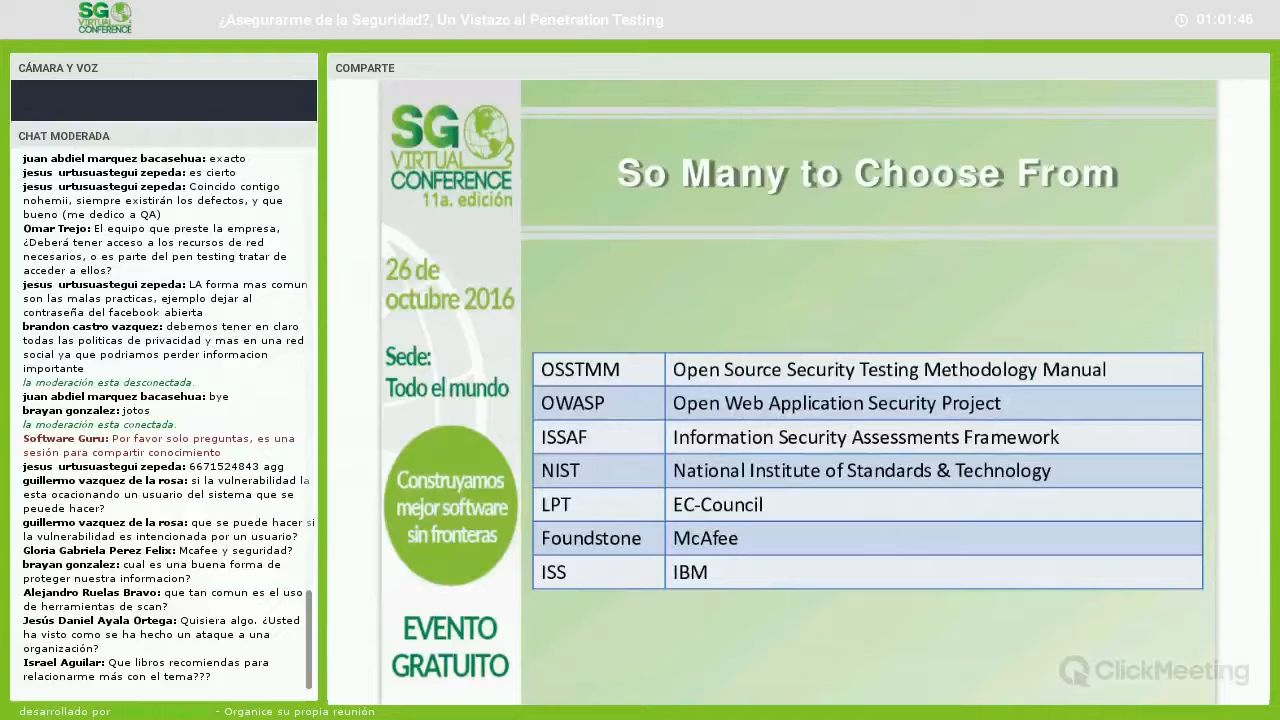 SG
VIRTUAL
CONFERENCE
¿Asegurarme de la Seguridad?, Un Vistazo al Penetration Testing
01:01:46
CÁMARA Y VOZ
CHAT MODERADA
juan abdiel marquez bacasehua: exacto
jesus urtusuastegui zepeda: es cierto
jesus urtusuastegui zepeda: Coincido contigo
nohemii, siempre existirán los defectos, y que
bueno (me dedico a QA)
Omar Trejo: El equipo que preste la empresa,
¿Deberá tener acceso a los recursos de red
necesarios, o es parte del pen testing tratar de
acceder a ellos?
jesus urtusuastegui zepeda: LA forma mas comun
son las malas practicas, ejemplo dejar al
contraseña del facebook abierta
brandon castro vazquez: debemos tener en claro
todas las politicas de privacidad y mas en una red
social ya que podriamos perder informacion
importante
la moderación esta desconectada.
juan abdiel marquez bacasehua: bye
brayan gonzalez: jotos
la moderación esta conectada.
Software Guru: Por favor solo preguntas, es una
sesión para compartir conocimiento
jesus urtusuastegui zepeda: 6671524843 agg
guillermo vazquez de la rosa: si la vulnerabilidad la
esta ocacionando un usuario del sistema que se
peuede hacer?
guillermo vazquez de la rosa: que se puede hacer si
la vulnerabilidad es intencionada por un usuario?
Gloria Gabriela Perez Felix: Mcafee y seguridad?
brayan gonzalez: cual es una buena forma de
proteger nuestra informacion?
Alejandro Ruelas Bravo: que tan comun es el uso
de herramientas de scan?
Jesús Daniel Ayala Ortega: Quisiera algo. ¿Usted
ha visto como se ha hecho un ataque a una
organización?
Israel Aguilar: Que libros recomiendas para
relacionarme más con el tema???
desarrollado por - Organice su propia reunión
COMPARTE
SG
VIRTUAL
CONFERENCE
11a. edición
26 de
octubre 2016
Sede:
Todo el mundo
Construyamos
mejor software
sin fronteras
EVENTO
GRATUITO
So Many to Choose From
OSSTMM Open Source Security Testing Methodology Manual
OWASP Open Web Application Security Project
ISSAF Information Security Assessments Framework
NIST National Institute of Standards & Technology
LPT EC-Council
Foundstone McAfee
ISS IBM
ClickMeeting